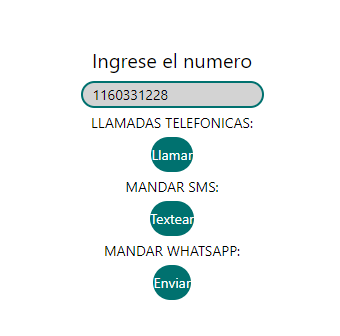 Ingrese el numero
1160331228
LLAMADAS TELEFONICAS:
Llamar
MANDAR SMS:
Textear
MANDAR WHATSAPP:
Enviar